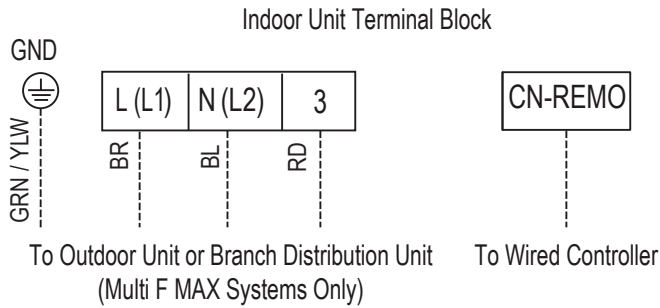 Indoor Unit Terminal Block
GND
L (L1) N (L2) 3
CN-REMO
GRN / YLW
BR
BL
RD
To Outdoor Unit or Branch Distribution Unit
(Multi F MAX Systems Only)
To Wired Controller